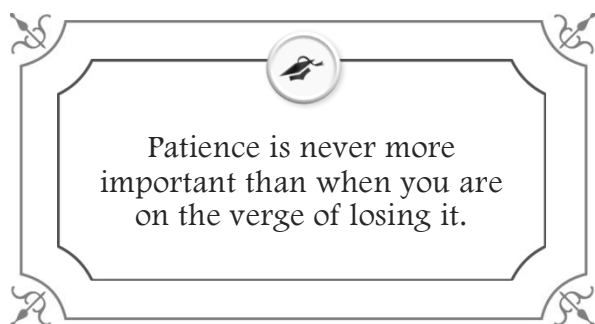 Patience is never more
important than when you are
on the verge of losing it.